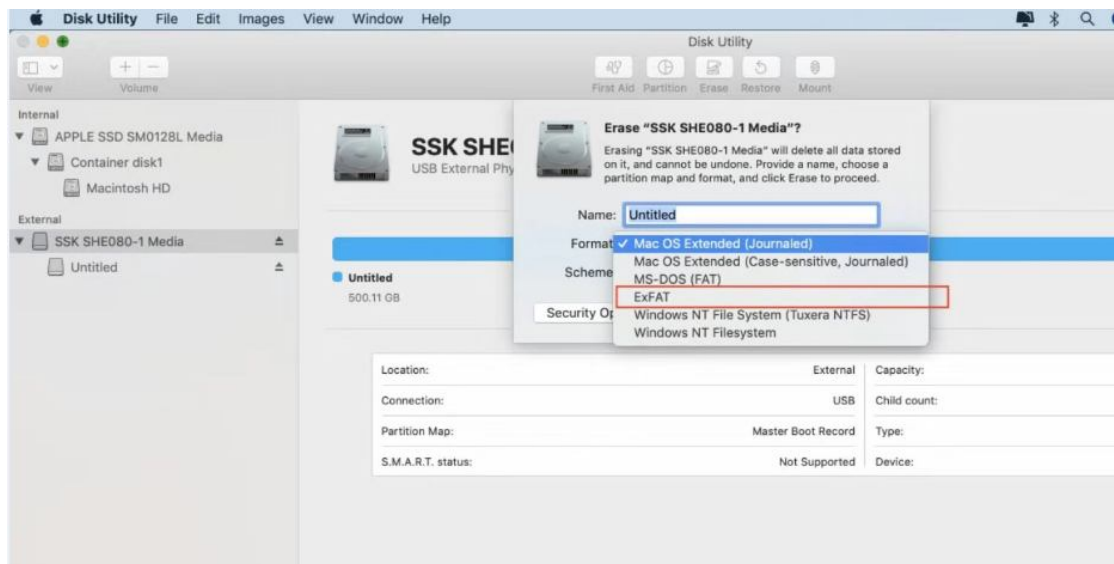 Disk Utility File Edit Images View Window Help
Disk Utility
View Volume First Aid Partition Erase Restore Mount
Internal
APPLE SSD SM0128L Media
Container disk1
Macintosh HD
External
SSK SHE080-1 Media
Untitled
SSK SHE
USB External Phy
Untitled
500.11 GB
Erase “SSK SHE080-1 Media”?
Erasing “SSK SHE080-1 Media” will delete all data stored
on it, and cannot be undone. Provide a name, choose a
partition map and format, and click Erase to proceed.
Name: Untitled
Format Mac OS Extended (Journaled)
Mac OS Extended (Case-sensitive, Journaled)
Scheme
MS-DOS (FAT)
ExFAT
Security Op
Windows NT File System (Tuxera NTFS)
Windows NT Filesystem
Location: External Capacity:
Connection: USB Child count:
Partition Map: Master Boot Record Type:
S.M.A.R.T. status: Not Supported Device: